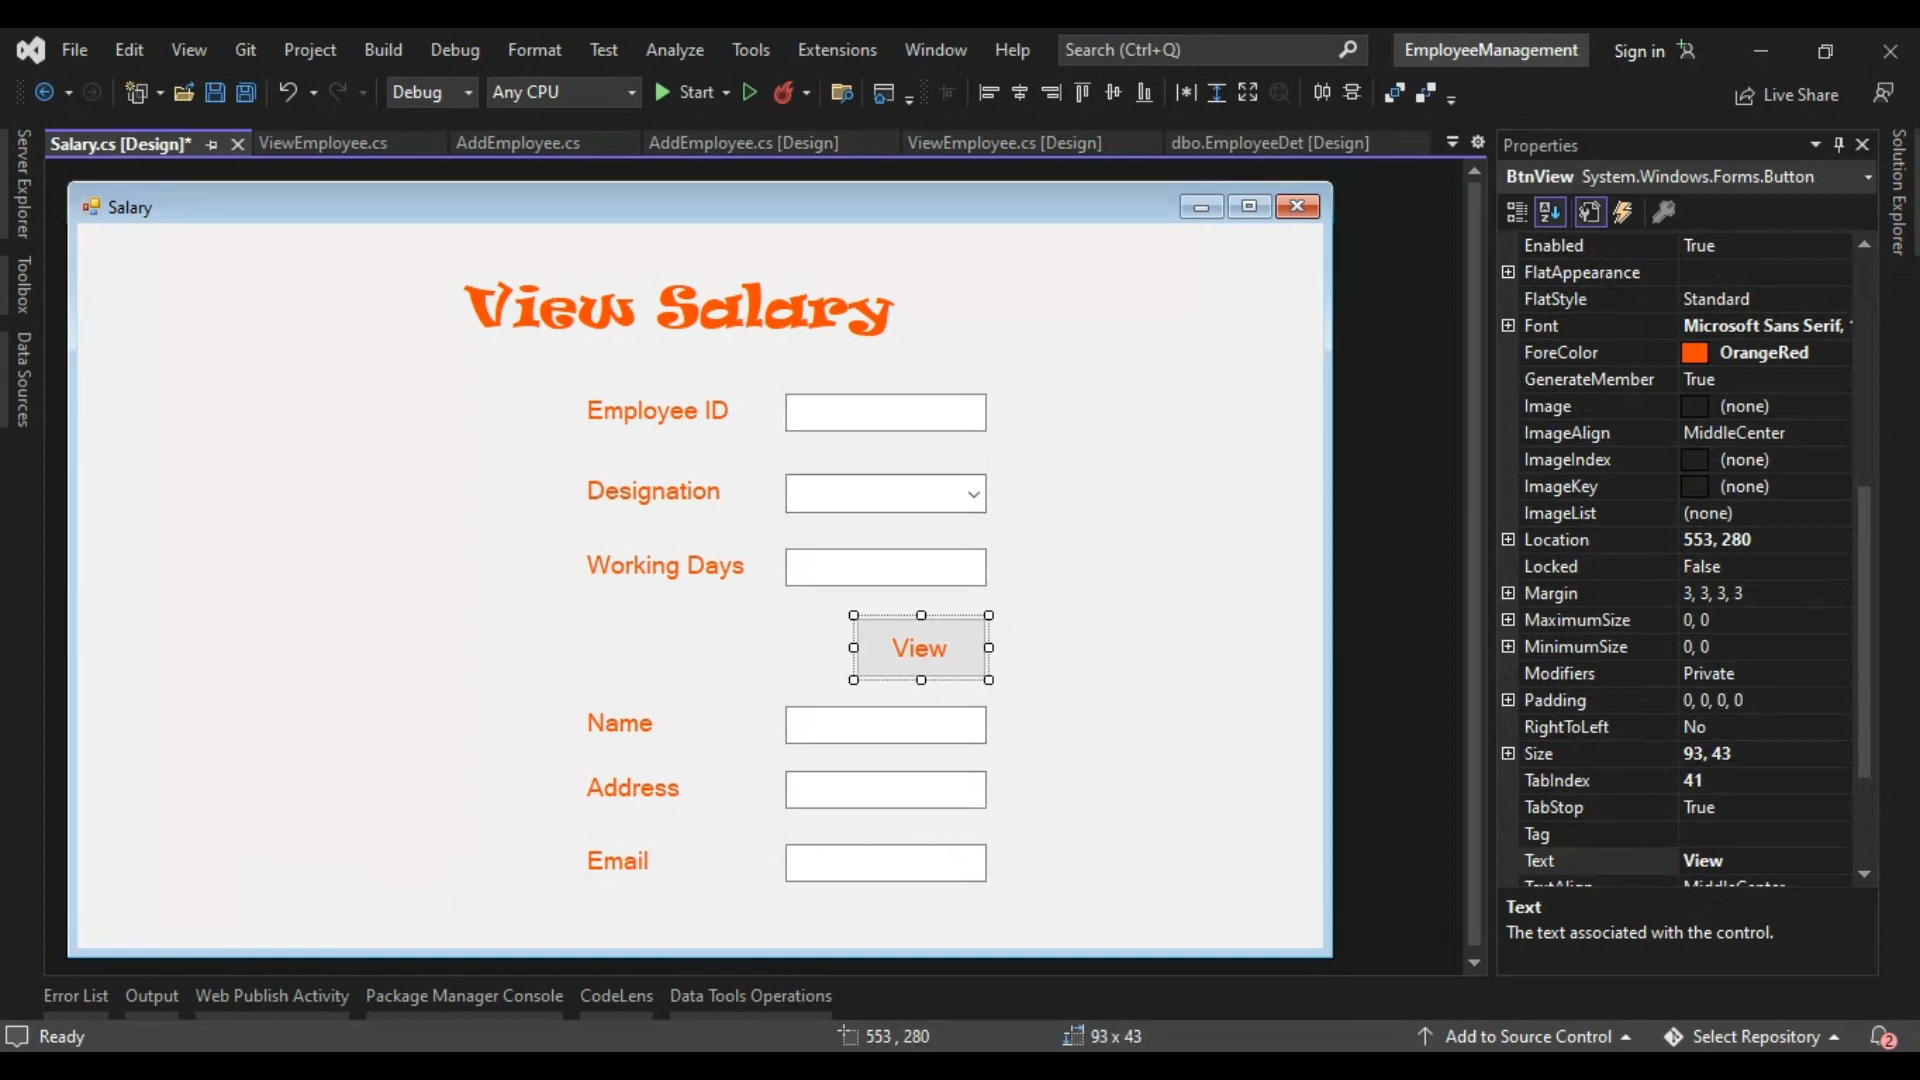 File Edit View Git Project Build Debug Format Test Analyze Tools Extensions Window Help Search (Ctrl+Q) EmployeeManagement Sign in
Debug Any CPU Start Live Share
Server Explorer
Toolbox
Data Sources
Salary.cs [Design]* ViewEmployee.cs AddEmployee.cs AddEmployee.cs [Design] ViewEmployee.cs [Design] dbo.EmployeeDet [Design]
Salary
View Salary
Employee ID
Designation
Working Days
View
Name
Address
Email
Properties
BtnView System.Windows.Forms.Button
Enabled True
FlatAppearance
FlatStyle Standard
Font Microsoft Sans Serif,
ForeColor OrangeRed
GenerateMember True
Image (none)
ImageAlign MiddleCenter
ImageIndex (none)
ImageKey (none)
ImageList (none)
Location 553, 280
Locked False
Margin 3, 3, 3, 3
MaximumSize 0, 0
MinimumSize 0, 0
Modifiers Private
Padding 0, 0, 0, 0
RightToLeft No
Size 93, 43
TabIndex 41
TabStop True
Tag
Text View
TextAlign MiddleCenter
Text
The text associated with the control.
Solution Explorer
Error List Output Web Publish Activity Package Manager Console CodeLens Data Tools Operations
Ready 553 , 280 93 x 43 Add to Source Control Select Repository 2